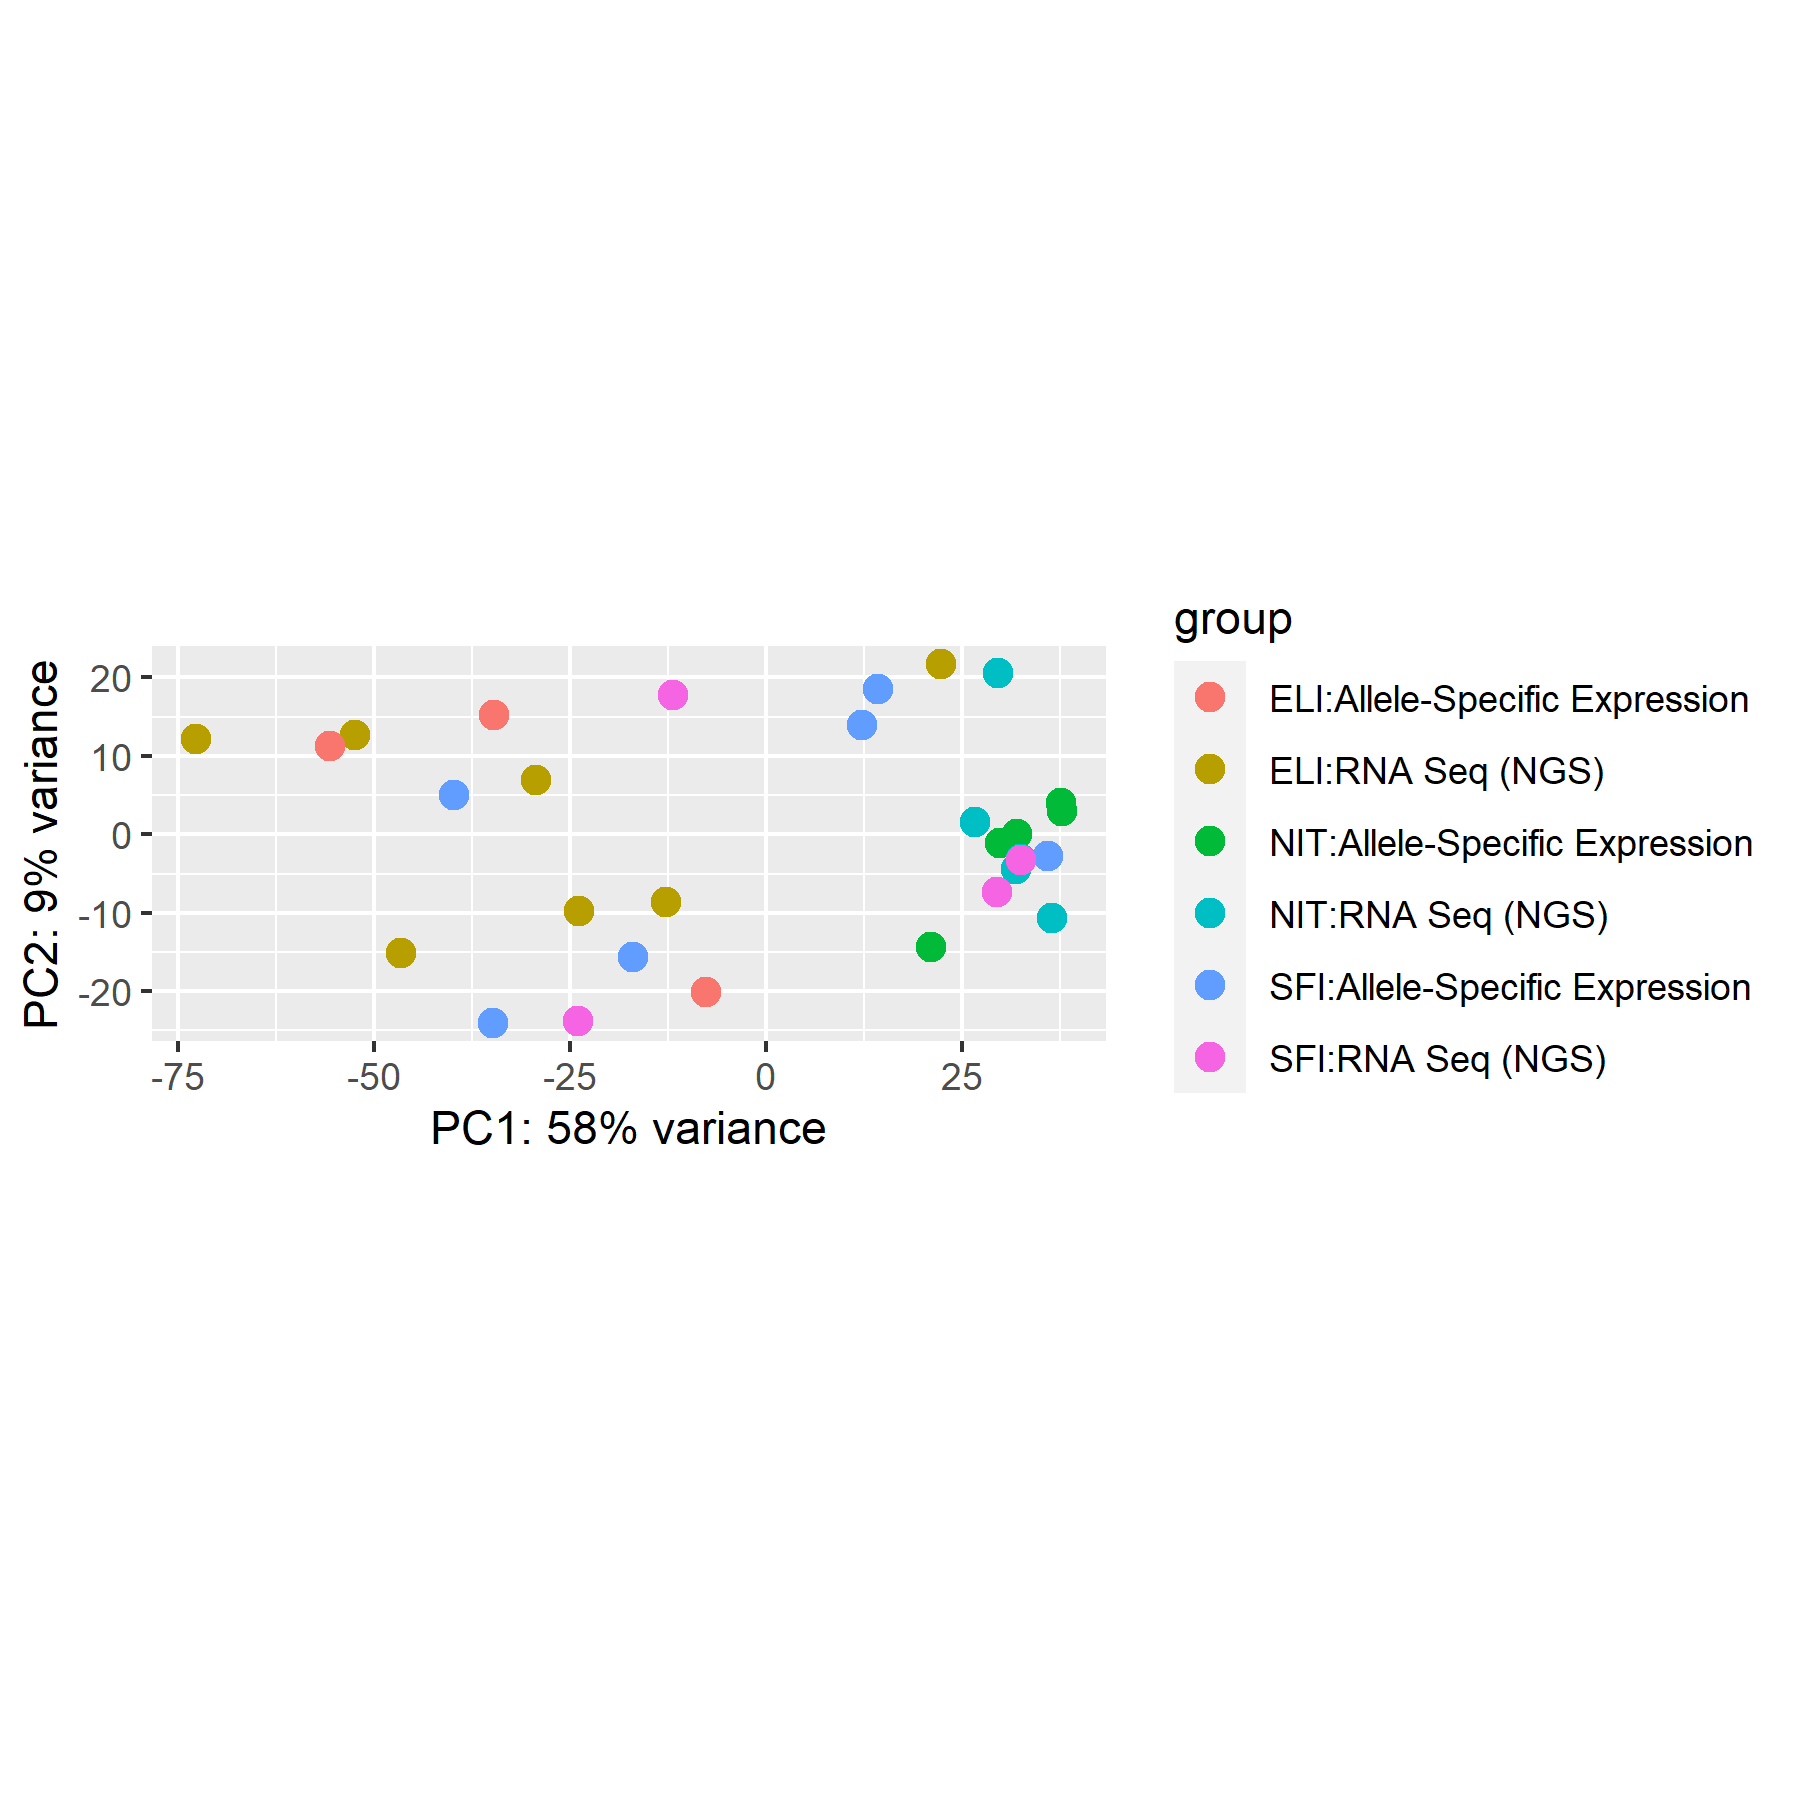 group
ELI:Allele-Specific Expression
ELI:RNA Seq (NGS)
NIT:Allele-Specific Expression
NIT:RNA Seq (NGS)
SFI:Allele-Specific Expression
SFI:RNA Seq (NGS)
PC2: 9% variance
20
10
0
-10
-20
-75 -50 -25 0 25
PC1: 58% variance